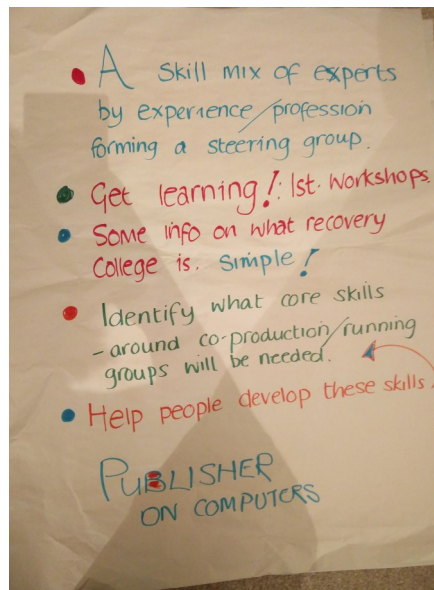 • A skill mix of experts
by experience/profession
forming a steering group.
• Get learning!: 1st. Workshops
• Some info on what recovery
College is. Simple!
• Identify what core skills
- around co-production/running
groups will be needed.
• Help people develop these skills
PUBLISHER
ON COMPUTERS